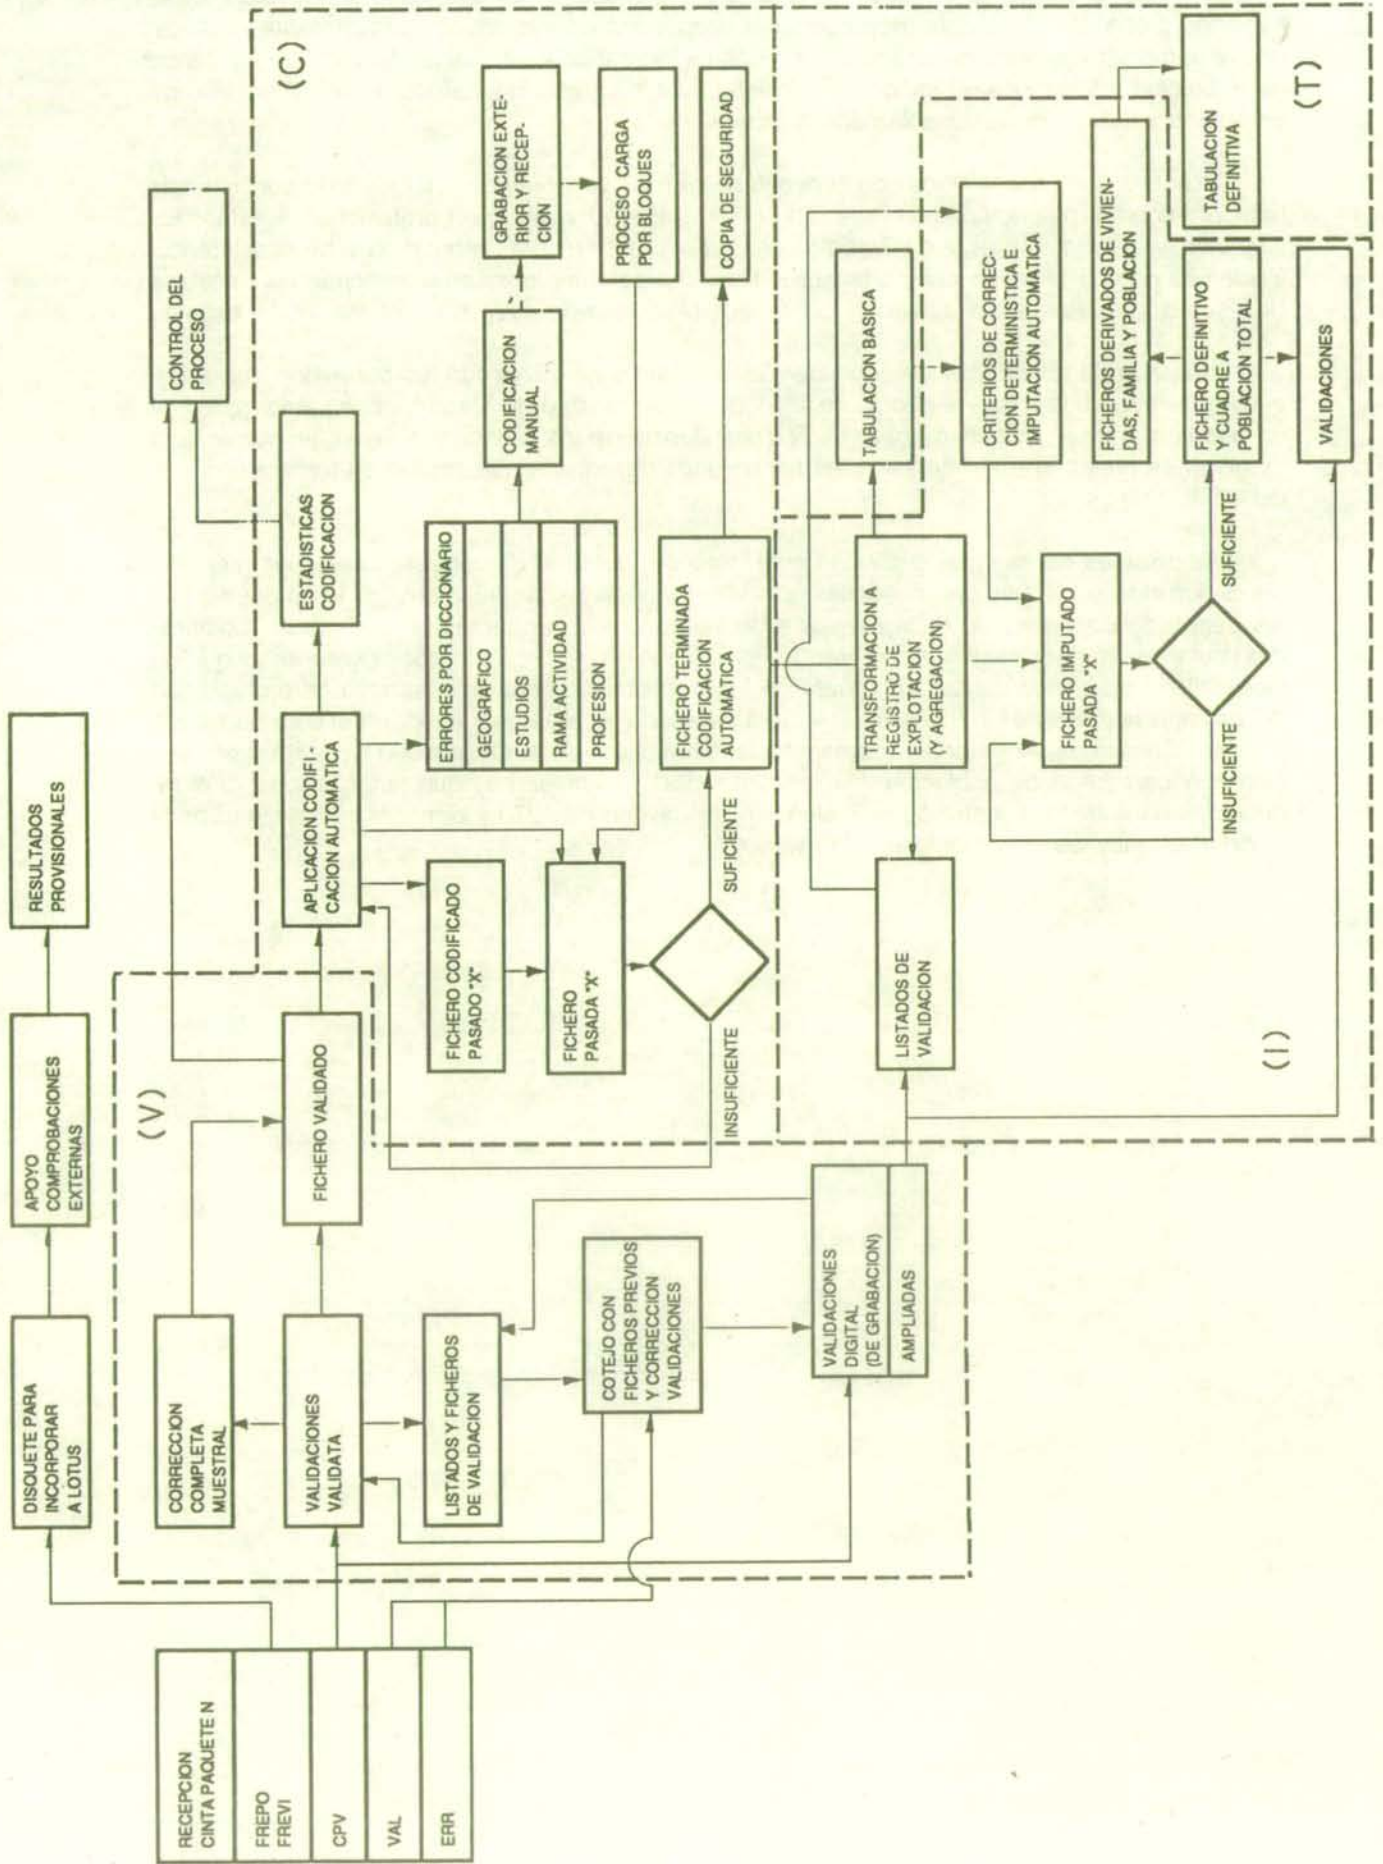 RECEPCION
CINTA PAQUETE N
FREPO
FREVI
CPV
VAL
ERR
DISQUETE PARA
INCORPORAR
A LOTUS
APOYO
COMPROBACIONES
EXTERNAS
RESULTADOS
PROVISIONALES
(V)
CORRECCION
COMPLETA
MUESTRAL
VALIDACIONES
VALIDATA
LISTADOS Y FICHEROS
DE VALIDACION
COTEJO CON
FICHEROS PREVIOS
Y CORRECCION
VALIDACIONES
VALIDACIONES
DIGITAL
(DE GRABACION)
AMPLIADAS
FICHERO VALIDADO
(C)
CONTROL DEL
PROCESO
APLICACION CODIFI-
CACION AUTOMATICA
ESTADISTICAS
CODIFICACION
FICHERO CODIFICADO
PASADO "X"
FICHERO
PASADA "X"
INSUFICIENTE
SUFICIENTE
ERRORES POR DICCIONARIO
GEOGRAFICO
ESTUDIOS
RAMA ACTIVIDAD
PROFESION
CODIFICACION
MANUAL
GRABACION EXTE-
RIOR Y RECEP-
CION
PROCESO CARGA
POR BLOQUES
FICHERO TERMINADA
CODIFICACION
AUTOMATICA
COPIA DE SEGURIDAD
(I)
LISTADOS DE
VALIDACION
TRANSFORMACION A
REGISTRO DE
EXPLOTACION
(Y AGREGACION)
TABULACION BASICA
CRITERIOS DE CORREC-
CION DETERMINISTICA E
IMPUTACION AUTOMATICA
FICHERO IMPUTADO
PASADA "X"
INSUFICIENTE
SUFICIENTE
FICHEROS DERIVADOS DE VIVIEN-
DAS, FAMILIA Y POBLACION
FICHERO DEFINITIVO
Y CUADRE A
POBLACION TOTAL
VALIDACIONES
TABULACION
DEFINITIVA
(T)